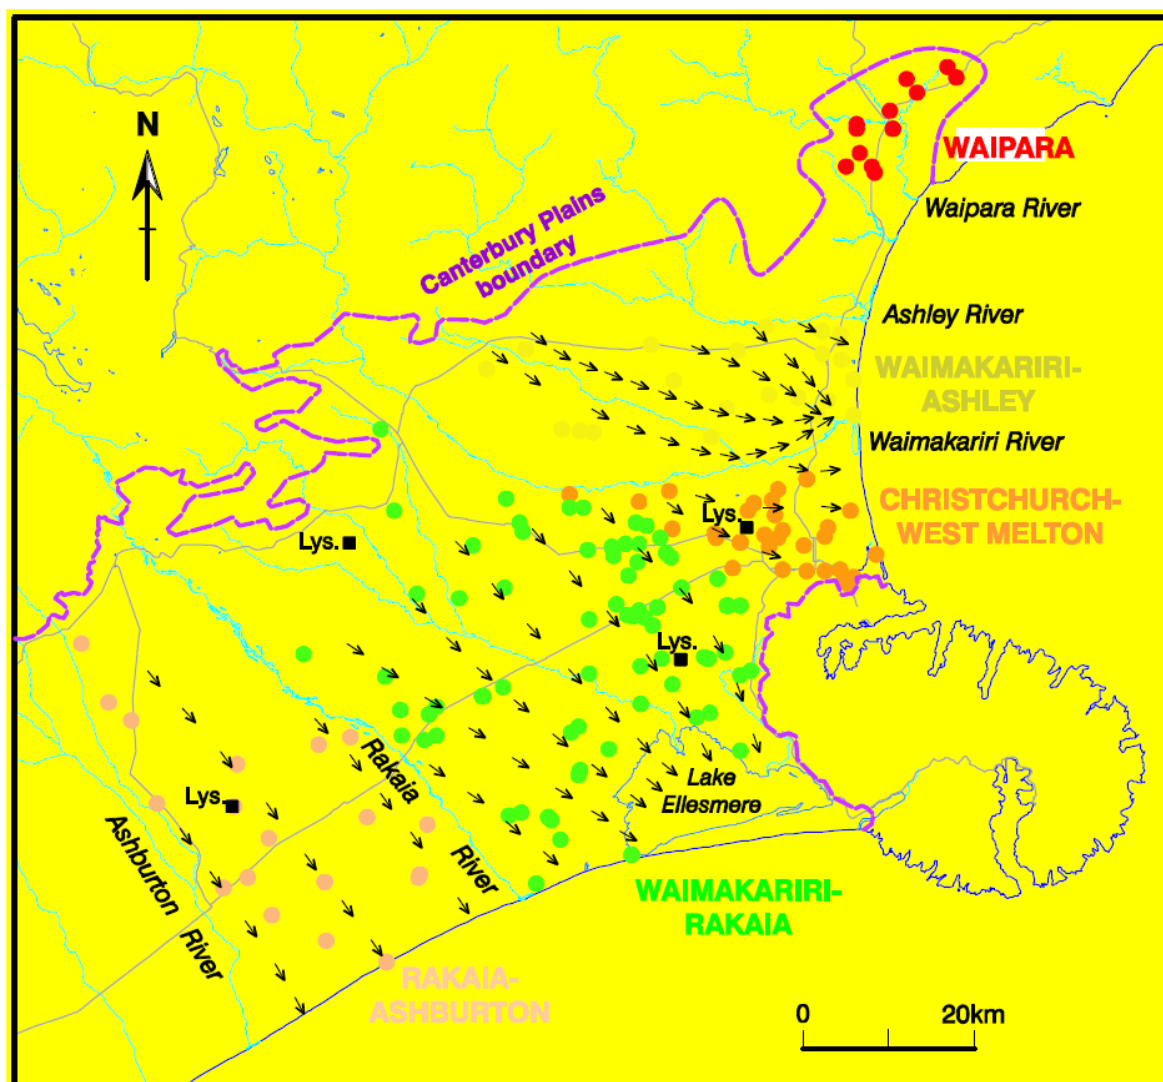 N
WAIPARA
Waipara River
Canterbury Plains
boundary
Ashley River
WAIMAKARIRI-
ASHLEY
Waimakariri River
CHRISTCHURCH-
WEST MELTON
Lys.
Lys.
Lys.
Lys.
Rakaia
River
Ashburton
River
Lake
Ellesmere
WAIMAKARIRI-
RAKAIA
RAKAIA-
ASHBURTON
0 20km